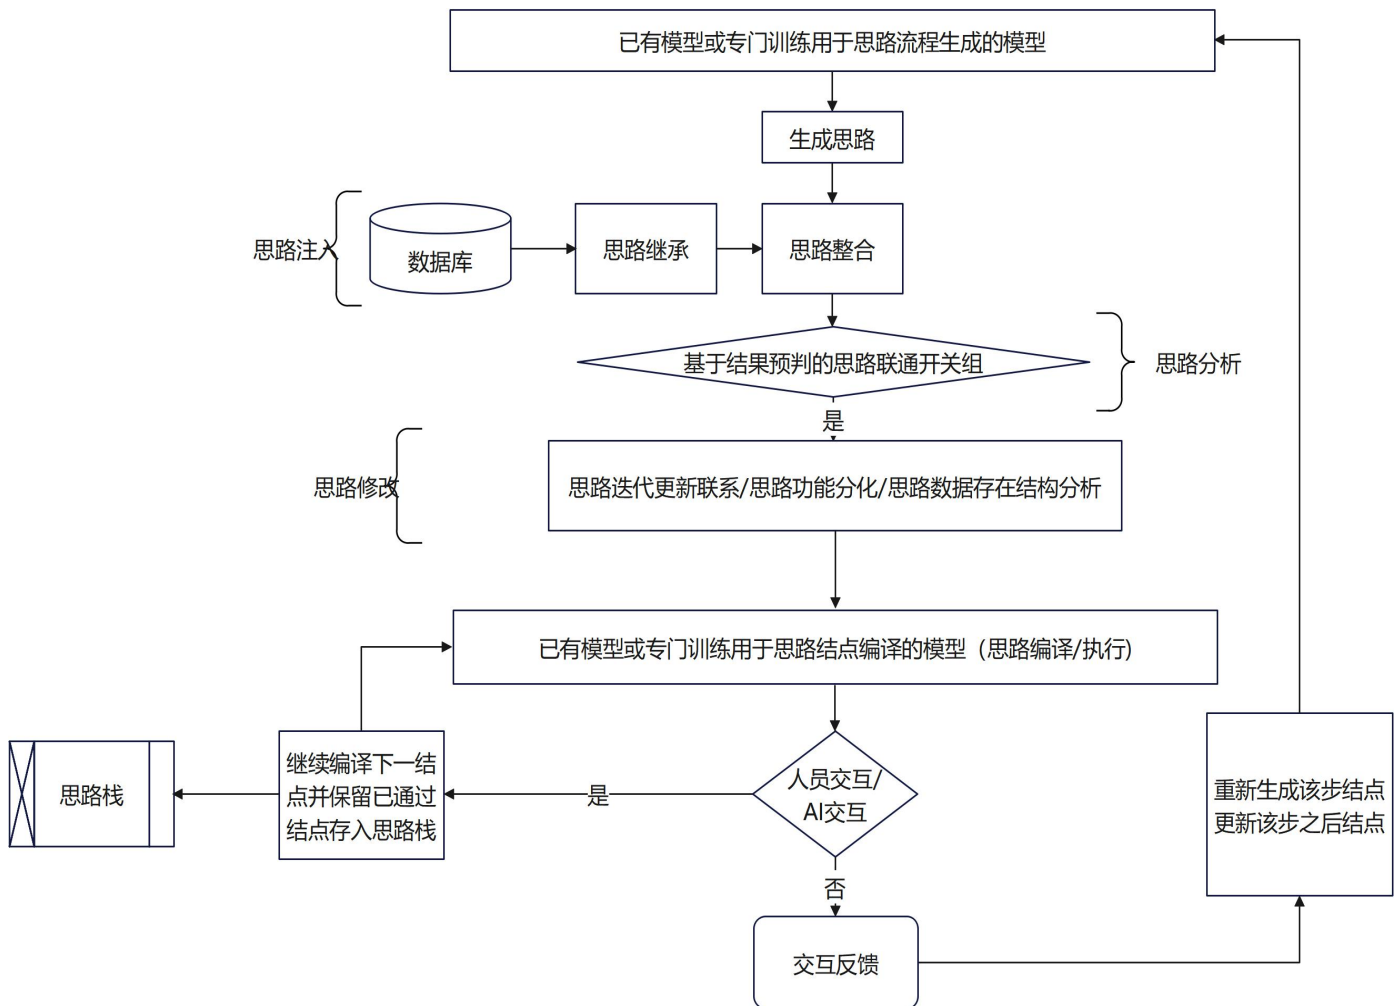 已有模型或专门训练用于思路流程生成的模型
生成思路
思路注入
数据库
思路继承
思路整合
基于结果预判的思路联通开关组
思路分析
是
思路修改
思路迭代更新联系/思路功能分化/思路数据存在结构分析
已有模型或专门训练用于思路结点编译的模型（思路编译/执行）
思路栈
继续编译下一结
点并保留已通过
结点存入思路栈
是
人员交互/
AI交互
重新生成该步结点
更新该步之后结点
否
交互反馈